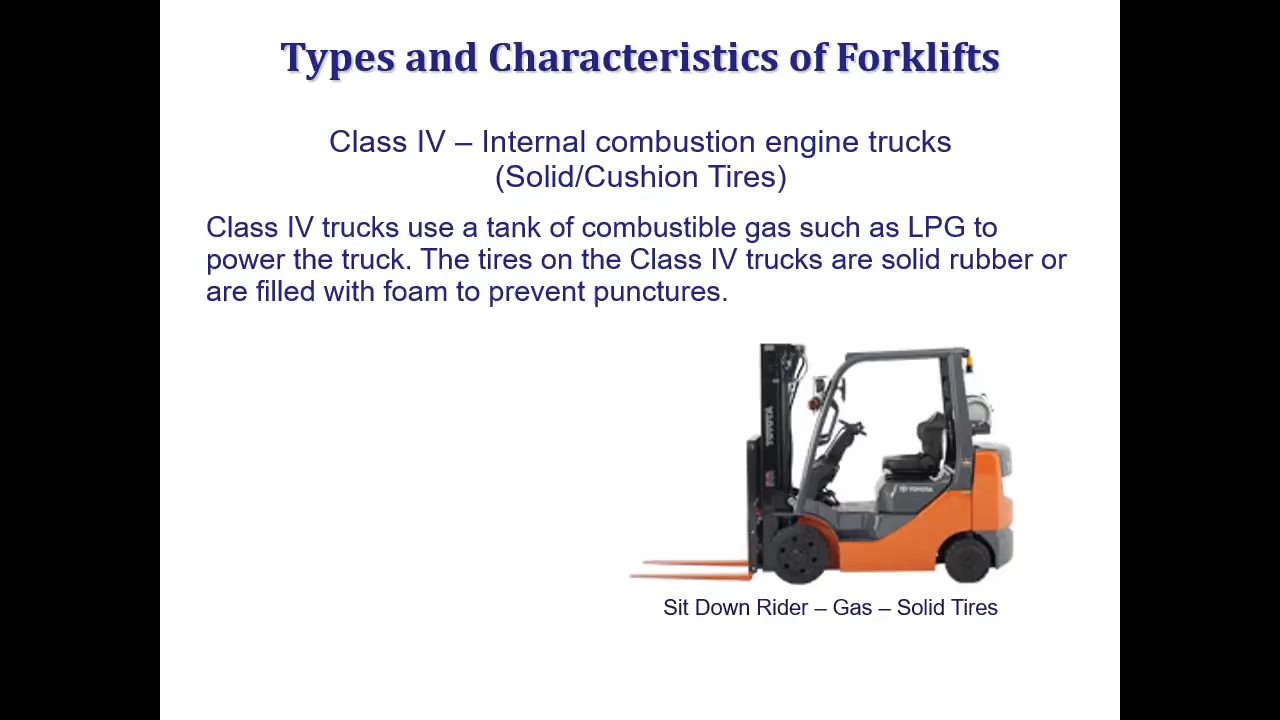 Types and Characteristics of Forklifts
Class IV – Internal combustion engine trucks
(Solid/Cushion Tires)
Class IV trucks use a tank of combustible gas such as LPG to
power the truck. The tires on the Class IV trucks are solid rubber or
are filled with foam to prevent punctures.
TOYOTA
TOYOTA
Sit Down Rider – Gas – Solid Tires